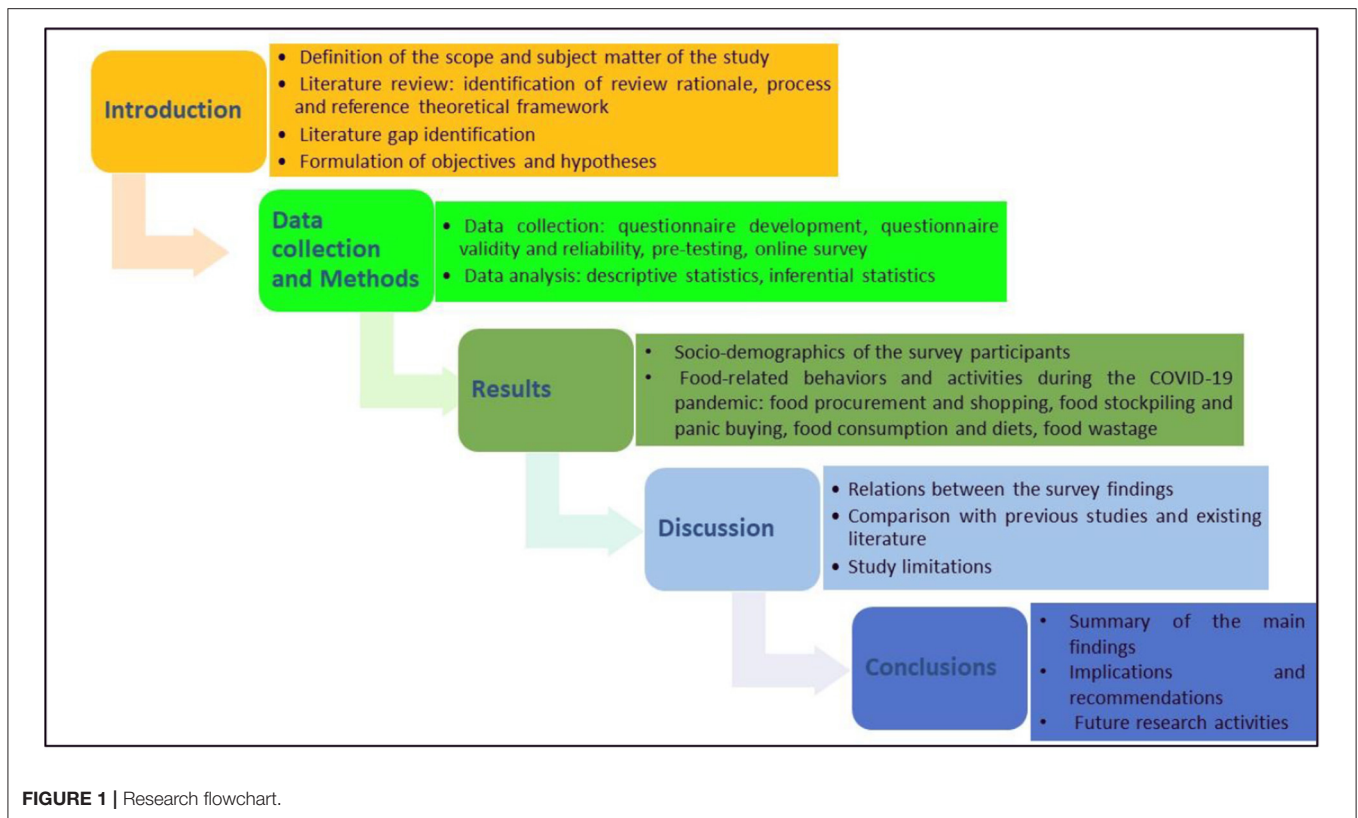 Introduction
• Definition of the scope and subject matter of the study
• Literature review: identification of review rationale, process
and reference theoretical framework
• Literature gap identification
• Formulation of objectives and hypotheses
Data
collection
and Methods
• Data collection: questionnaire development, questionnaire
validity and reliability, pre-testing, online survey
• Data analysis: descriptive statistics, inferential statistics
Results
• Socio-demographics of the survey participants
• Food-related behaviors and activities during the COVID-19
pandemic: food procurement and shopping, food stockpiling and
panic buying, food consumption and diets, food wastage
Discussion
• Relations between the survey findings
• Comparison with previous studies and existing
literature
• Study limitations
Conclusions
• Summary of the main
findings
• Implications and
recommendations
• Future research activities
FIGURE 1 | Research flowchart.